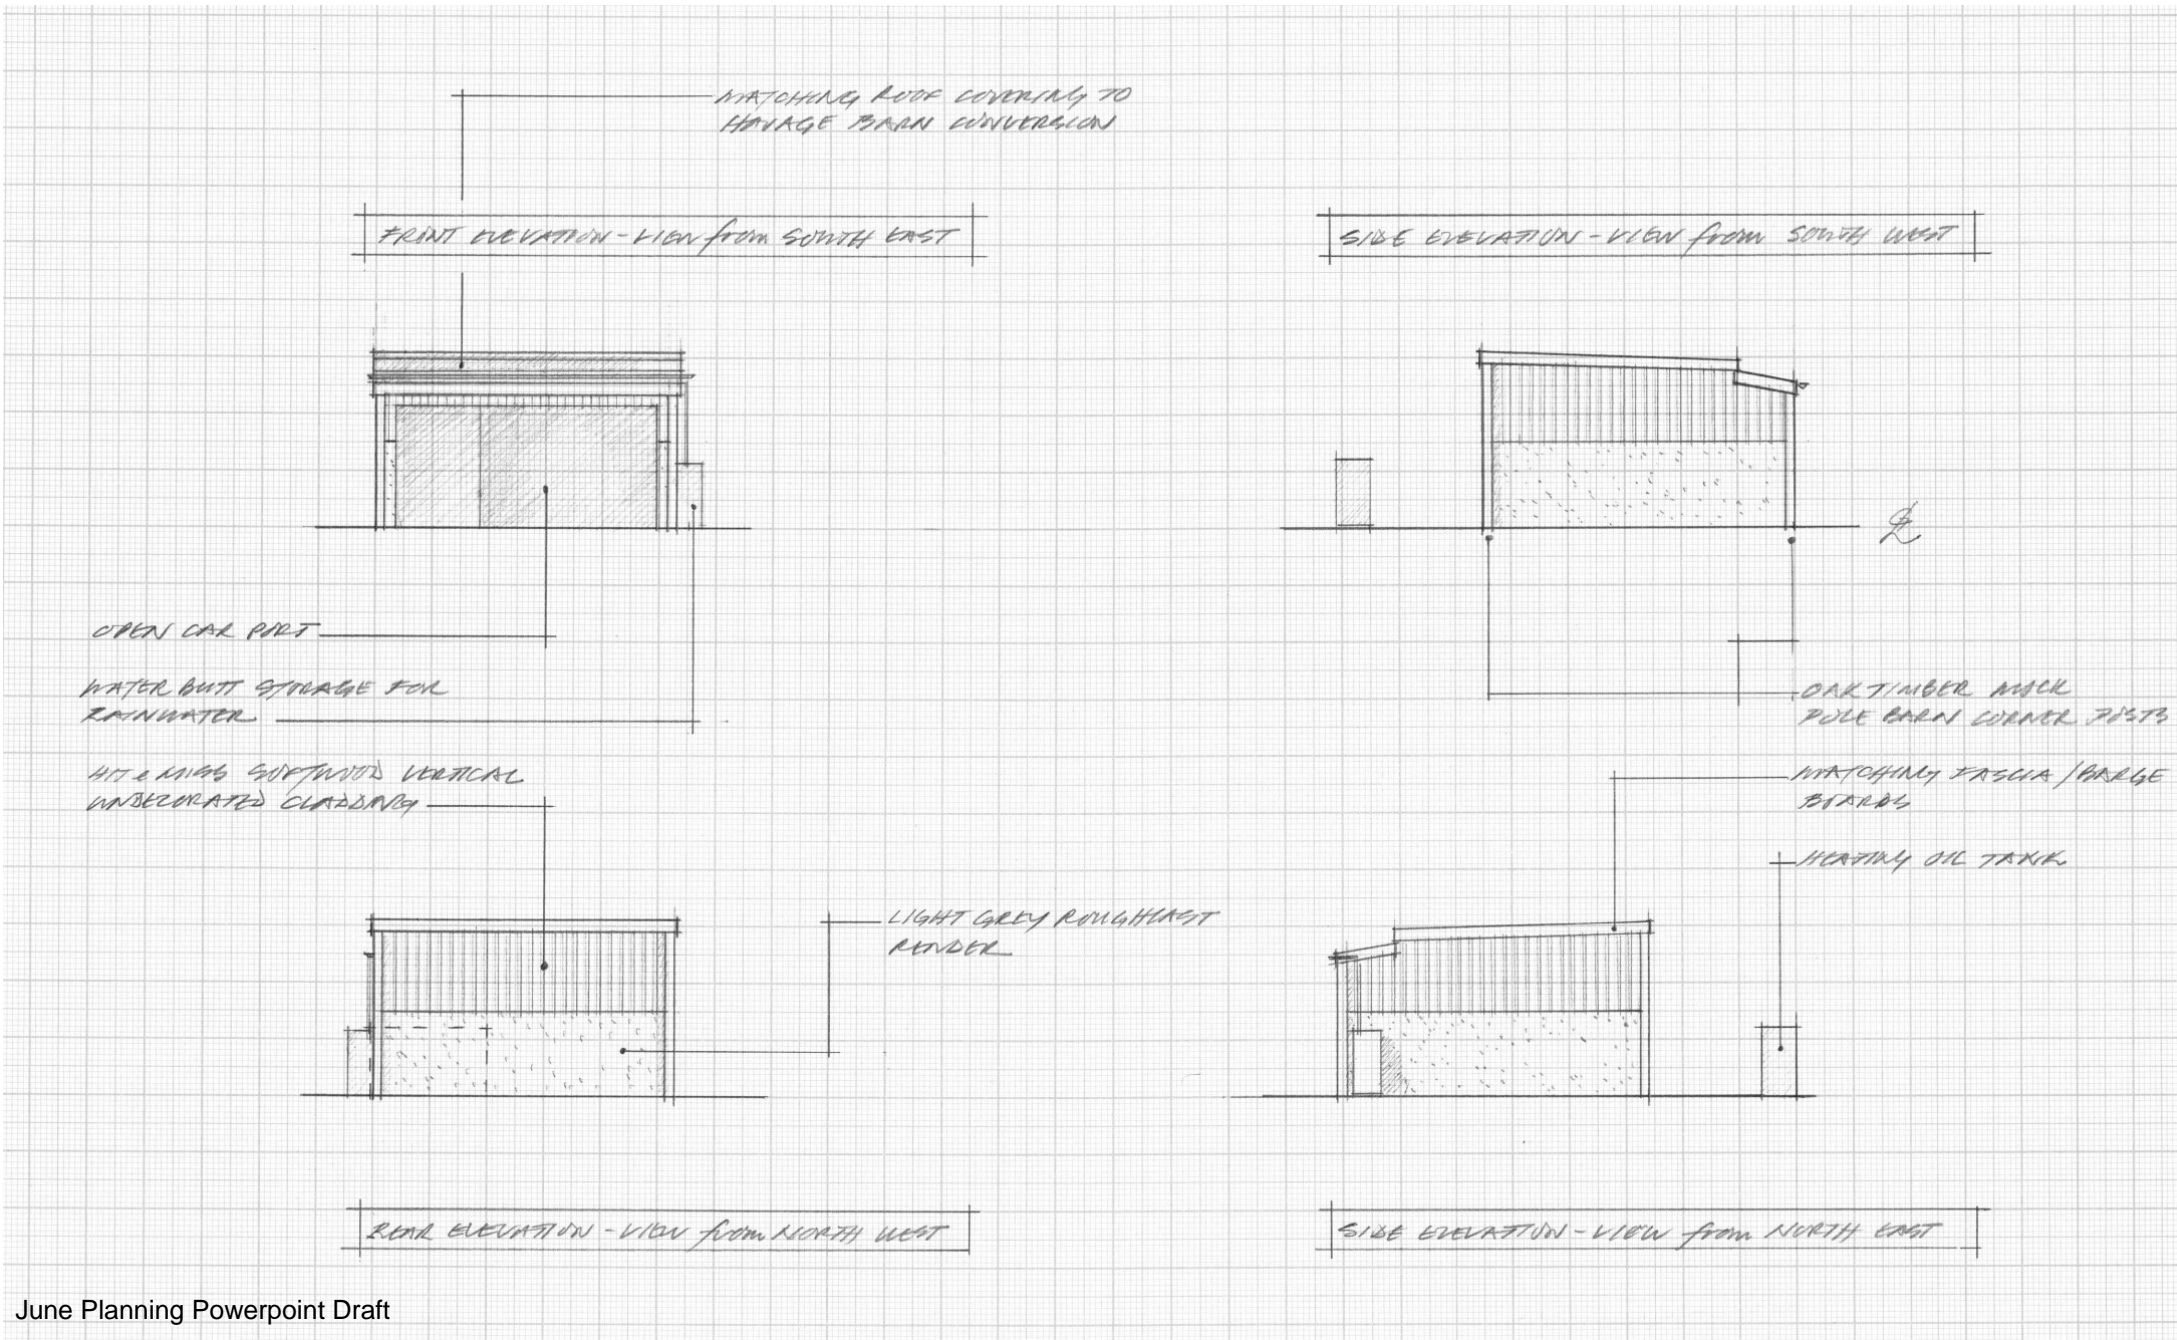 MATCHING ROOF COVERING TO
HAVAGE BARN CONVERSION
FRONT ELEVATION - VIEW from SOUTH EAST
SIDE ELEVATION - VIEW from SOUTH WEST
OPEN CAR PORT
WATER BUTT STORAGE FOR
RAINWATER
HIT & MISS SOFTWOOD VERTICAL
UNDECORATED CLADDING
GL
OAK TIMBER MOCK
POLE BARN CORNER POSTS
MATCHING FASCIA / BARGE
BOARDS
HEATING OIL TANK
LIGHT GREY ROUGHCAST
RENDER
REAR ELEVATION - VIEW from NORTH WEST
SIDE ELEVATION - VIEW from NORTH EAST
June Planning Powerpoint Draft